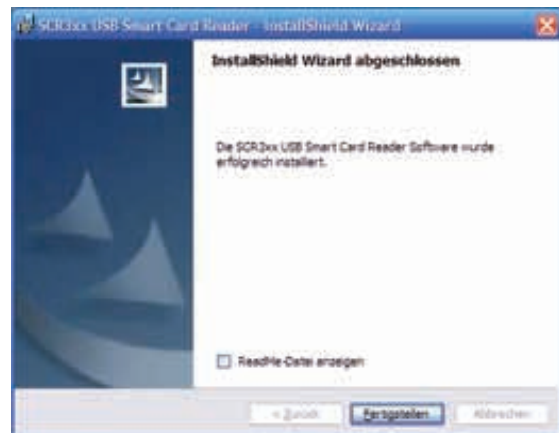 SCR3xx USB Smart Card Reader - InstallShield Wizard
InstallShield Wizard abgeschlossen
Die SCR3xx USB Smart Card Reader Software wurde
erfolgreich installiert.
ReadMe-Datei anzeigen
< Zurück Fertigstellen Abbrechen